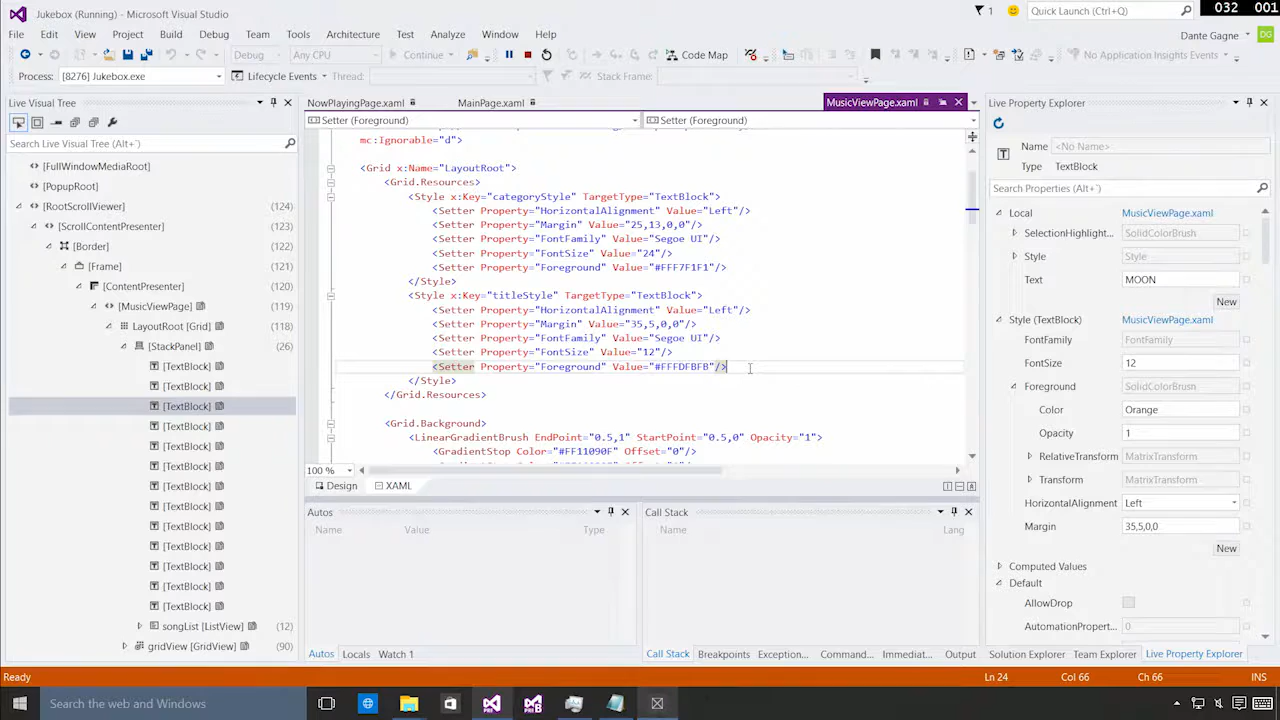 Jukebox (Running) - Microsoft Visual Studio
1
Quick Launch (Ctrl+Q)
032 001
File Edit View Project Build Debug Team Tools Architecture Test Analyze Window Help
Dante Gagne
DG
Debug Any CPU Continue Code Map No Application Insights Events
Process: [8276] Jukebox.exe Lifecycle Events Thread: Stack Frame:
Live Visual Tree
Search Live Visual Tree (Alt+`)
[FullWindowMediaRoot]
[PopupRoot]
[RootScrollViewer] (124)
[ScrollContentPresenter] (123)
[Border] (122)
[Frame] (121)
[ContentPresenter] (120)
[MusicViewPage] (119)
LayoutRoot [Grid] (118)
[StackPanel] (26)
[TextBlock]
[TextBlock]
[TextBlock]
[TextBlock]
[TextBlock]
[TextBlock]
[TextBlock]
[TextBlock]
[TextBlock]
[TextBlock]
[TextBlock]
[TextBlock]
[TextBlock]
songList [ListView] (12)
gridView [GridView] (90)
NowPlayingPage.xaml MainPage.xaml MusicViewPage.xaml
Setter (Foreground) Setter (Foreground)
mc:Ignorable="d">
<Grid x:Name="LayoutRoot">
<Grid.Resources>
<Style x:Key="categoryStyle" TargetType="TextBlock">
<Setter Property="HorizontalAlignment" Value="Left"/>
<Setter Property="Margin" Value="25,13,0,0"/>
<Setter Property="FontFamily" Value="Segoe UI"/>
<Setter Property="FontSize" Value="24"/>
<Setter Property="Foreground" Value="#FFF7F1F1"/>
</Style>
<Style x:Key="titleStyle" TargetType="TextBlock">
<Setter Property="HorizontalAlignment" Value="Left"/>
<Setter Property="Margin" Value="35,5,0,0"/>
<Setter Property="FontFamily" Value="Segoe UI"/>
<Setter Property="FontSize" Value="12"/>
<Setter Property="Foreground" Value="#FFFDFBFB"/>
</Style>
</Grid.Resources>
<Grid.Background>
<LinearGradientBrush EndPoint="0.5,1" StartPoint="0.5,0" Opacity="1">
<GradientStop Color="#FF11090F" Offset="0"/>
100 %
Design XAML
Autos
Name Value Type
Autos Locals Watch 1
Call Stack
Name Lang
Call Stack Breakpoints Exception... Command... Immediat... Output
Live Property Explorer
Name <No Name>
Type TextBlock
Search Properties (Alt+`)
Local MusicViewPage.xaml
SelectionHighlight... SolidColorBrush
Style Style
Text MOON
New
Style (TextBlock) MusicViewPage.xaml
FontFamily FontFamily
FontSize 12
Foreground SolidColorBrush
Color Orange
Opacity 1
RelativeTransform MatrixTransform
Transform MatrixTransform
HorizontalAlignment Left
Margin 35,5,0,0
New
Computed Values
Default
AllowDrop
AutomationPropert... 0
Solution Explorer Team Explorer Live Property Explorer
Ready Ln 24 Col 66 Ch 66 INS
Search the web and Windows